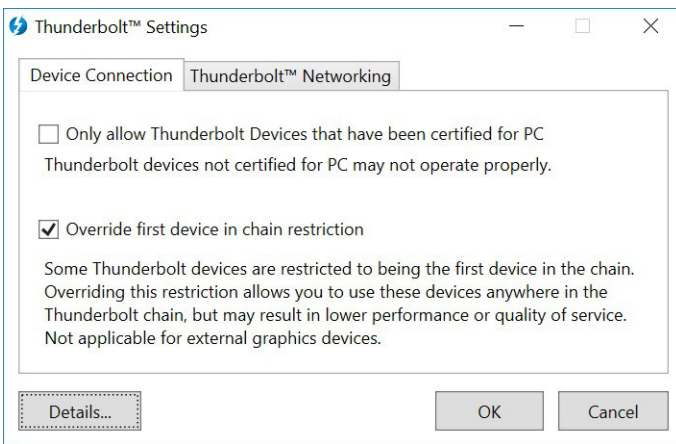 Thunderbolt™ Settings
Device Connection
Thunderbolt™ Networking
Only allow Thunderbolt Devices that have been certified for PC
Thunderbolt devices not certified for PC may not operate properly.
Override first device in chain restriction
Some Thunderbolt devices are restricted to being the first device in the chain.
Overriding this restriction allows you to use these devices anywhere in the
Thunderbolt chain, but may result in lower performance or quality of service.
Not applicable for external graphics devices.
Details...
OK
Cancel